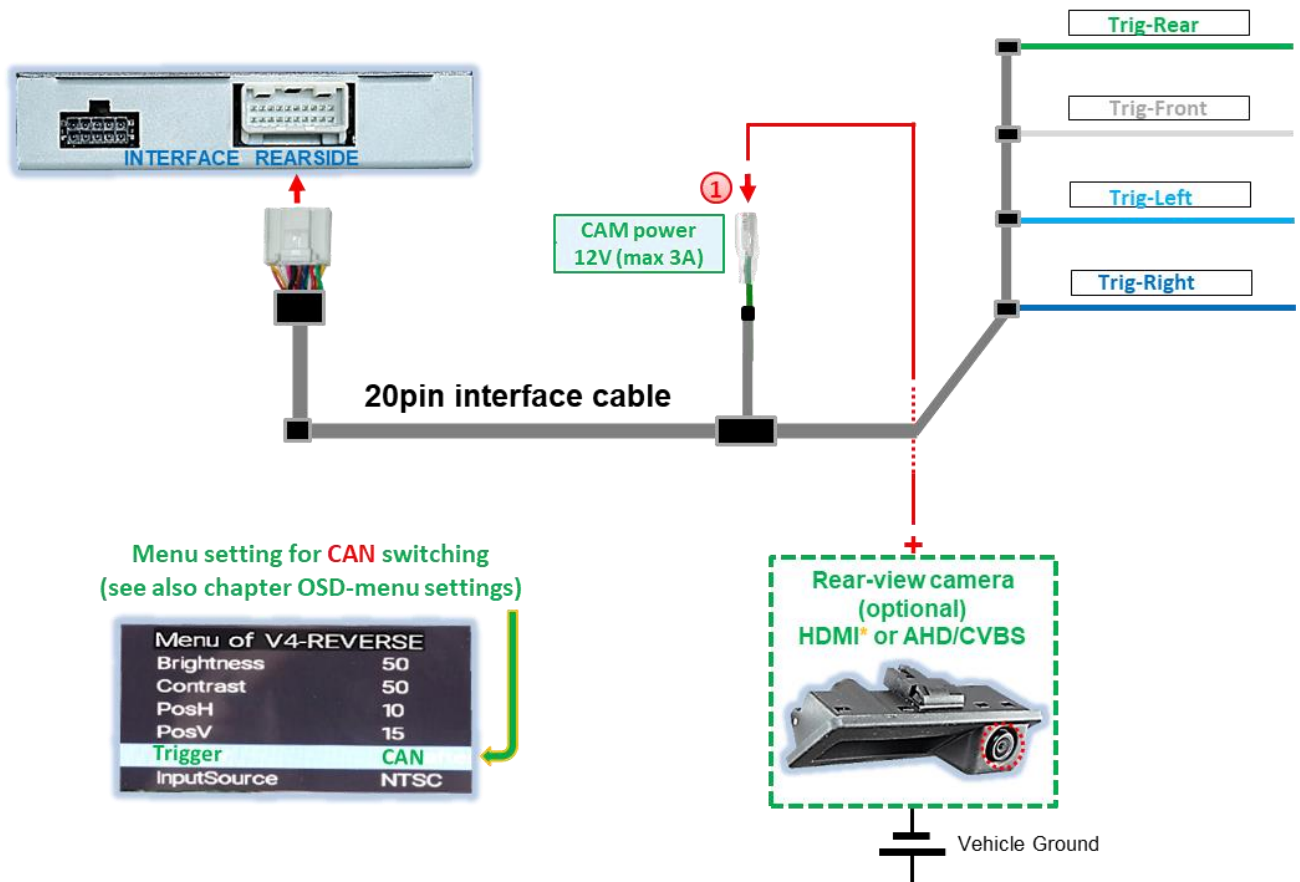 Trig-Rear
Trig-Front
Trig-Left
Trig-Right
INTERFACE REARSIDE
1
CAM power
12V (max 3A)
20pin interface cable
Menu setting for CAN switching
(see also chapter OSD-menu settings)
Menu of V4-REVERSE
Brightness 50
Contrast 50
PosH 10
PosV 15
Trigger CAN
InputSource NTSC
+
Rear-view camera
(optional)
HDMI* or AHD/CVBS
Vehicle Ground